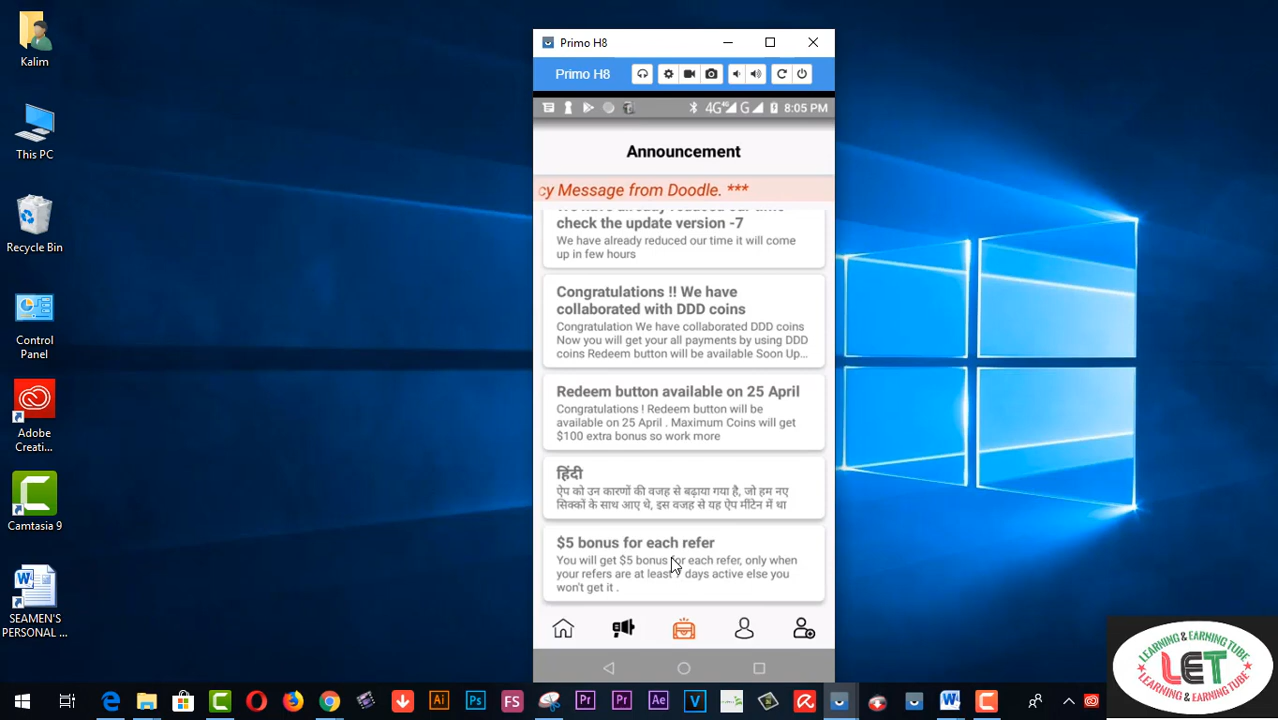 Kalim
This PC
Recycle Bin
Control
Panel
Adobe
Creati...
Camtasia 9
SEAMEN'S
PERSONAL ...
Primo H8
Primo H8
4G G 8:05 PM
Announcement
cy Message from Doodle. ***
check the update version -7
We have already reduced our time it will come
up in few hours
Congratulations !! We have
collaborated with DDD coins
Congratulation We have collaborated DDD coins
Now you will get your all payments by using DDD
coins Redeem button will be available Soon Up...
Redeem button available on 25 April
Congratulations ! Redeem button will be
available on 25 April . Maximum Coins will get
$100 extra bonus so work more
हिंदी
ऐप को उन कारणों की वजह से बढ़ाया गया है, जो हम नए
सिक्कों के साथ आए थे, इस वजह से यह ऐप मेंटेन में था
$5 bonus for each refer
You will get $5 bonus for each refer, only when
your refers are at least days active else you
won't get it .
LEARNING & EARNING TUBE
LET
LEARNING & EARNING TUBE
Ai
Ps
FS
Pr
Pr
Ae
V